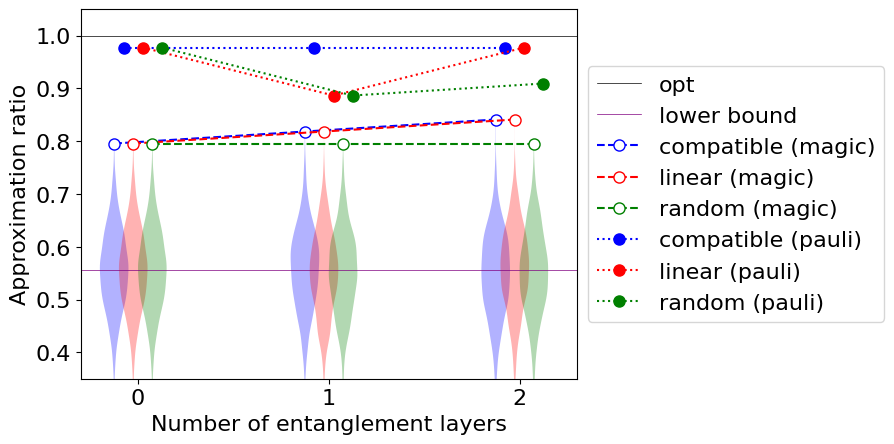 1.0
0.9
0.8
0.7
0.6
0.5
0.4
Approximation ratio
0 1 2
Number of entanglement layers
opt
lower bound
compatible (magic)
linear (magic)
random (magic)
compatible (pauli)
linear (pauli)
random (pauli)